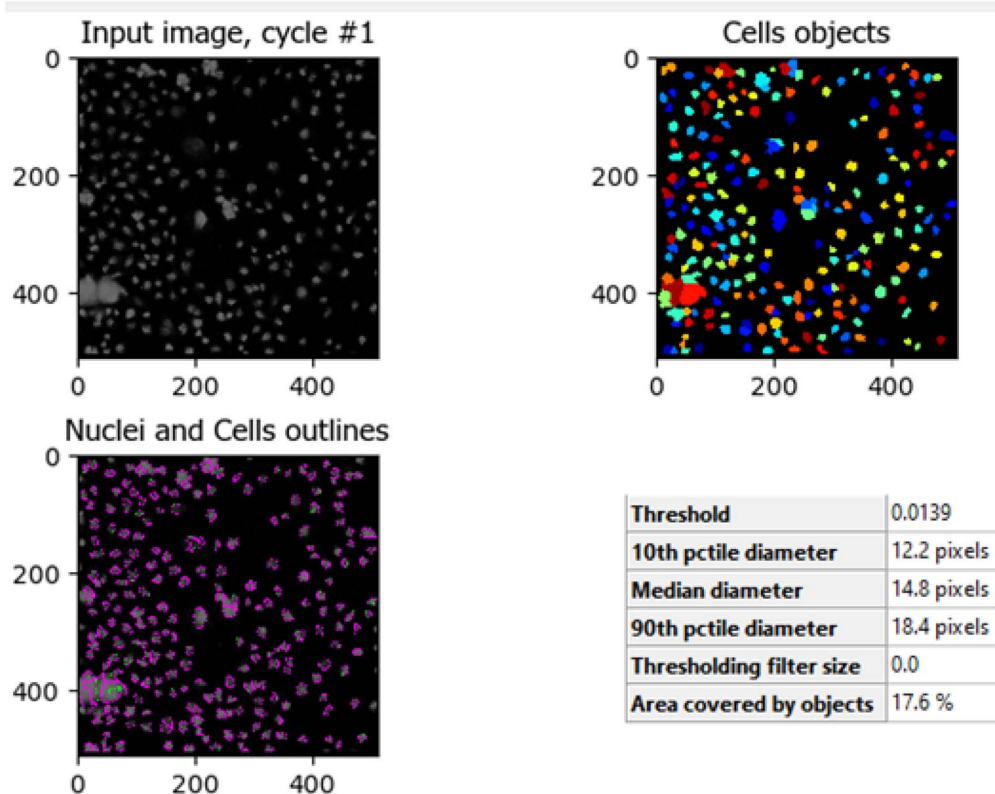 Input image, cycle #1
0
200
400
0 200 400
Cells objects
0
200
400
0 200 400
Nuclei and Cells outlines
0
200
400
0 200 400
Threshold 0.0139
10th pctile diameter 12.2 pixels
Median diameter 14.8 pixels
90th pctile diameter 18.4 pixels
Thresholding filter size 0.0
Area covered by objects 17.6 %